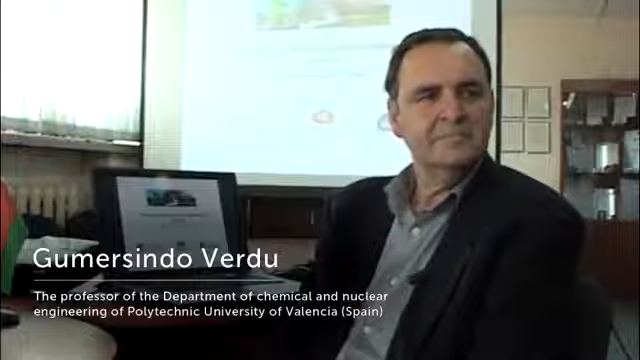 Gumersindo Verdu
The professor of the Department of chemical and nuclear
engineering of Polytechnic University of Valencia (Spain)